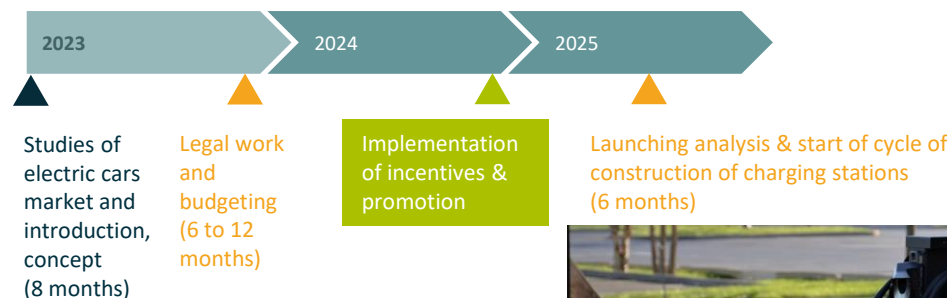 2023
2024
2025
Studies of
electric cars
market and
introduction,
concept
(8 months)
Legal work
and
budgeting
(6 to 12
months)
Implementation
of incentives &
promotion
Launching analysis & start of cycle of
construction of charging stations
(6 months)